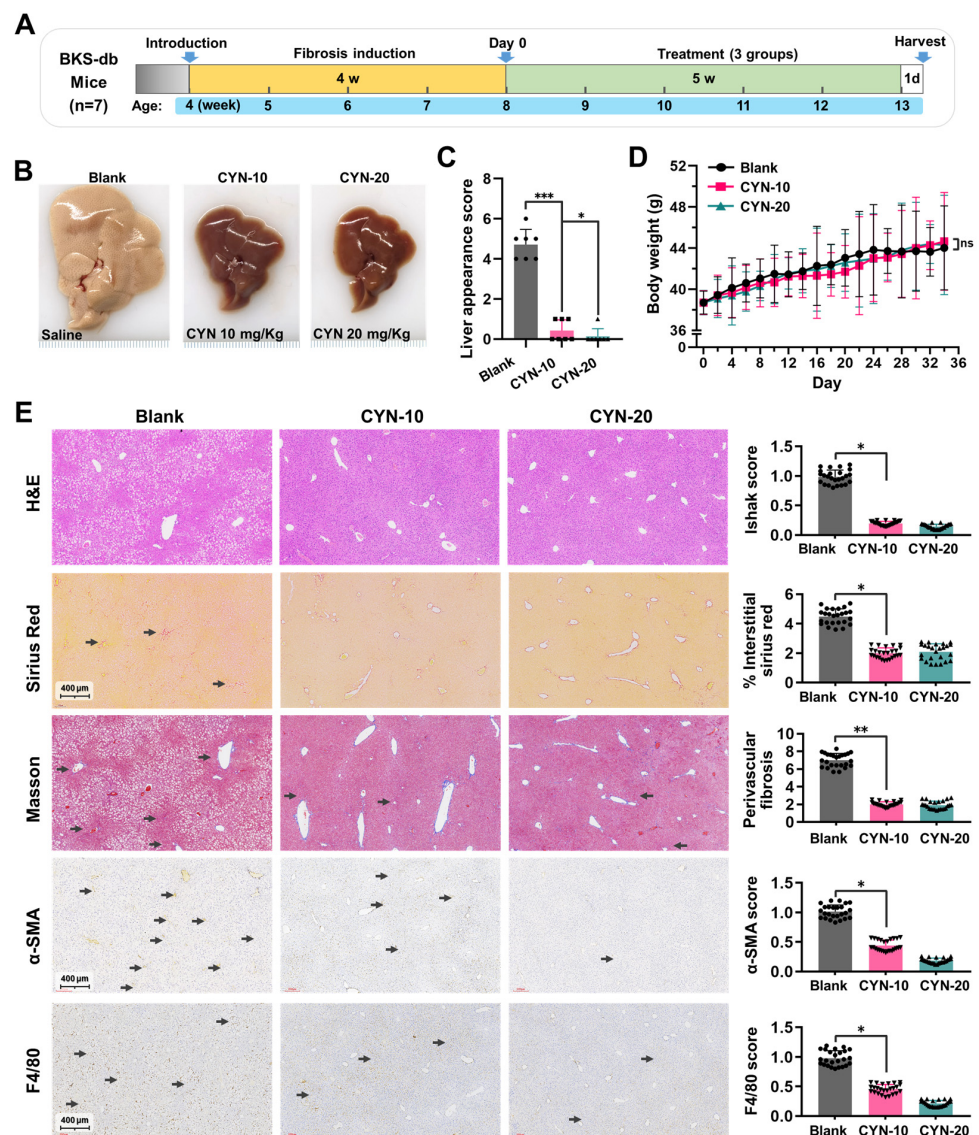 A
BKS-db
Mice
(n=7)
Introduction
Day 0
Harvest
Fibrosis induction
Treatment (3 groups)
4 w
5 w
1d
Age:
4 (week)
5
6
7
8
9
10
11
12
13
B
Blank
CYN-10
CYN-20
Saline
CYN 10 mg/Kg
CYN 20 mg/Kg
C
Liver appearance score
8
6
4
2
0
***
*
Blank
CYN-10
CYN-20
D
Body weight (g)
52
48
44
40
36
0
Blank
CYN-10
CYN-20
ns
0 4 8 12 16 20 24 28 32 36
Day
E
Blank
CYN-10
CYN-20
H&E
Ishak score
1.5
1.0
0.5
0.0
*
Blank CYN-10 CYN-20
Sirius Red
400 μm
% Interstitial
sirius red
6
4
2
0
*
Blank CYN-10 CYN-20
Masson
Perivascular
fibrosis
10
8
6
4
2
0
**
Blank CYN-10 CYN-20
α-SMA
400 μm
α-SMA score
1.5
1.0
0.5
0.0
*
Blank CYN-10 CYN-20
F4/80
400 μm
F4/80 score
1.5
1.0
0.5
0.0
*
Blank CYN-10 CYN-20